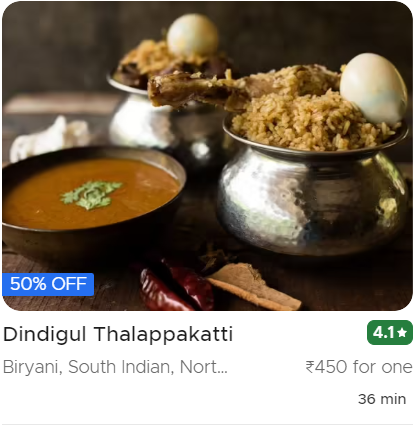 50% OFF
Dindigul Thalappakatti
4.1★
Biryani, South Indian, Nort...
₹450 for one
36 min